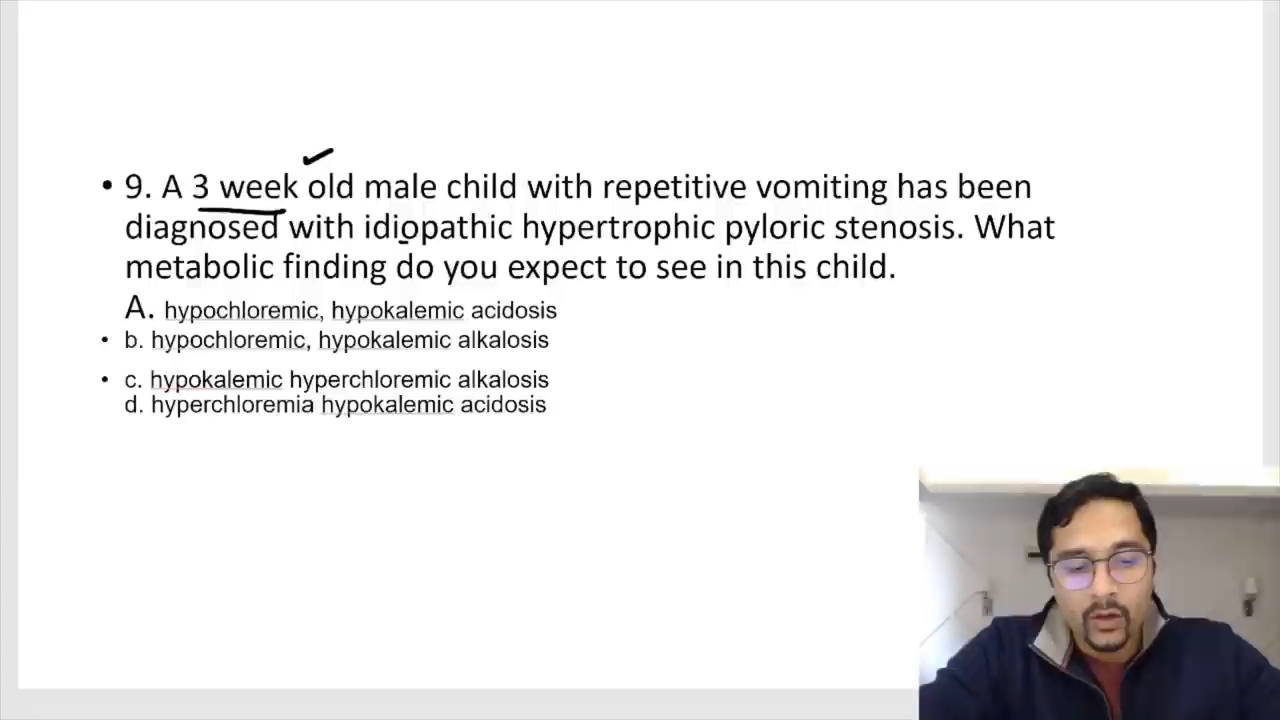 • 9. A 3 week old male child with repetitive vomiting has been
diagnosed with idiopathic hypertrophic pyloric stenosis. What
metabolic finding do you expect to see in this child.
A. hypochloremic, hypokalemic acidosis
• b. hypochloremic, hypokalemic alkalosis
• c. hypokalemic hyperchloremic alkalosis
d. hyperchloremia hypokalemic acidosis